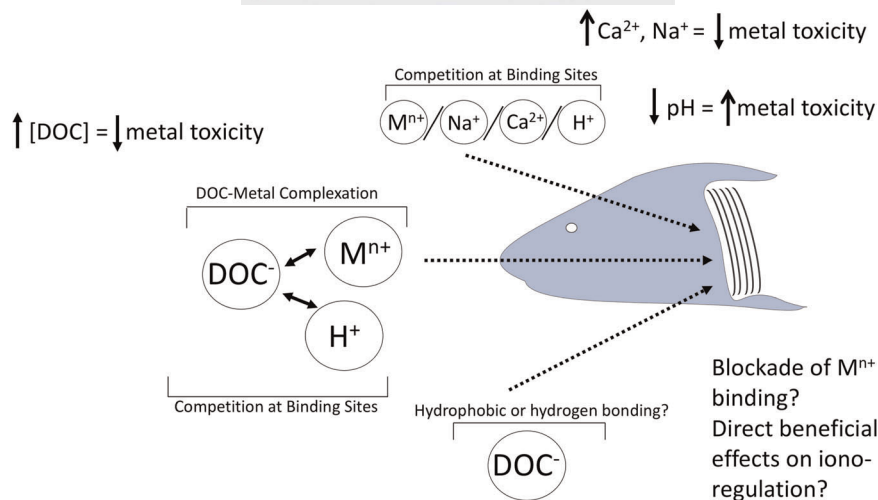 ↑Ca²⁺, Na⁺ = ↓metal toxicity
Competition at Binding Sites
Mⁿ⁺/Na⁺/Ca²⁺/H⁺
↓ pH = ↑metal toxicity
↑ [DOC] = ↓metal toxicity
DOC-Metal Complexation
DOC⁻
Mⁿ⁺
H⁺
Competition at Binding Sites
Hydrophobic or hydrogen bonding?
DOC⁻
Blockade of Mⁿ⁺
binding?
Direct beneficial
effects on iono-
regulation?